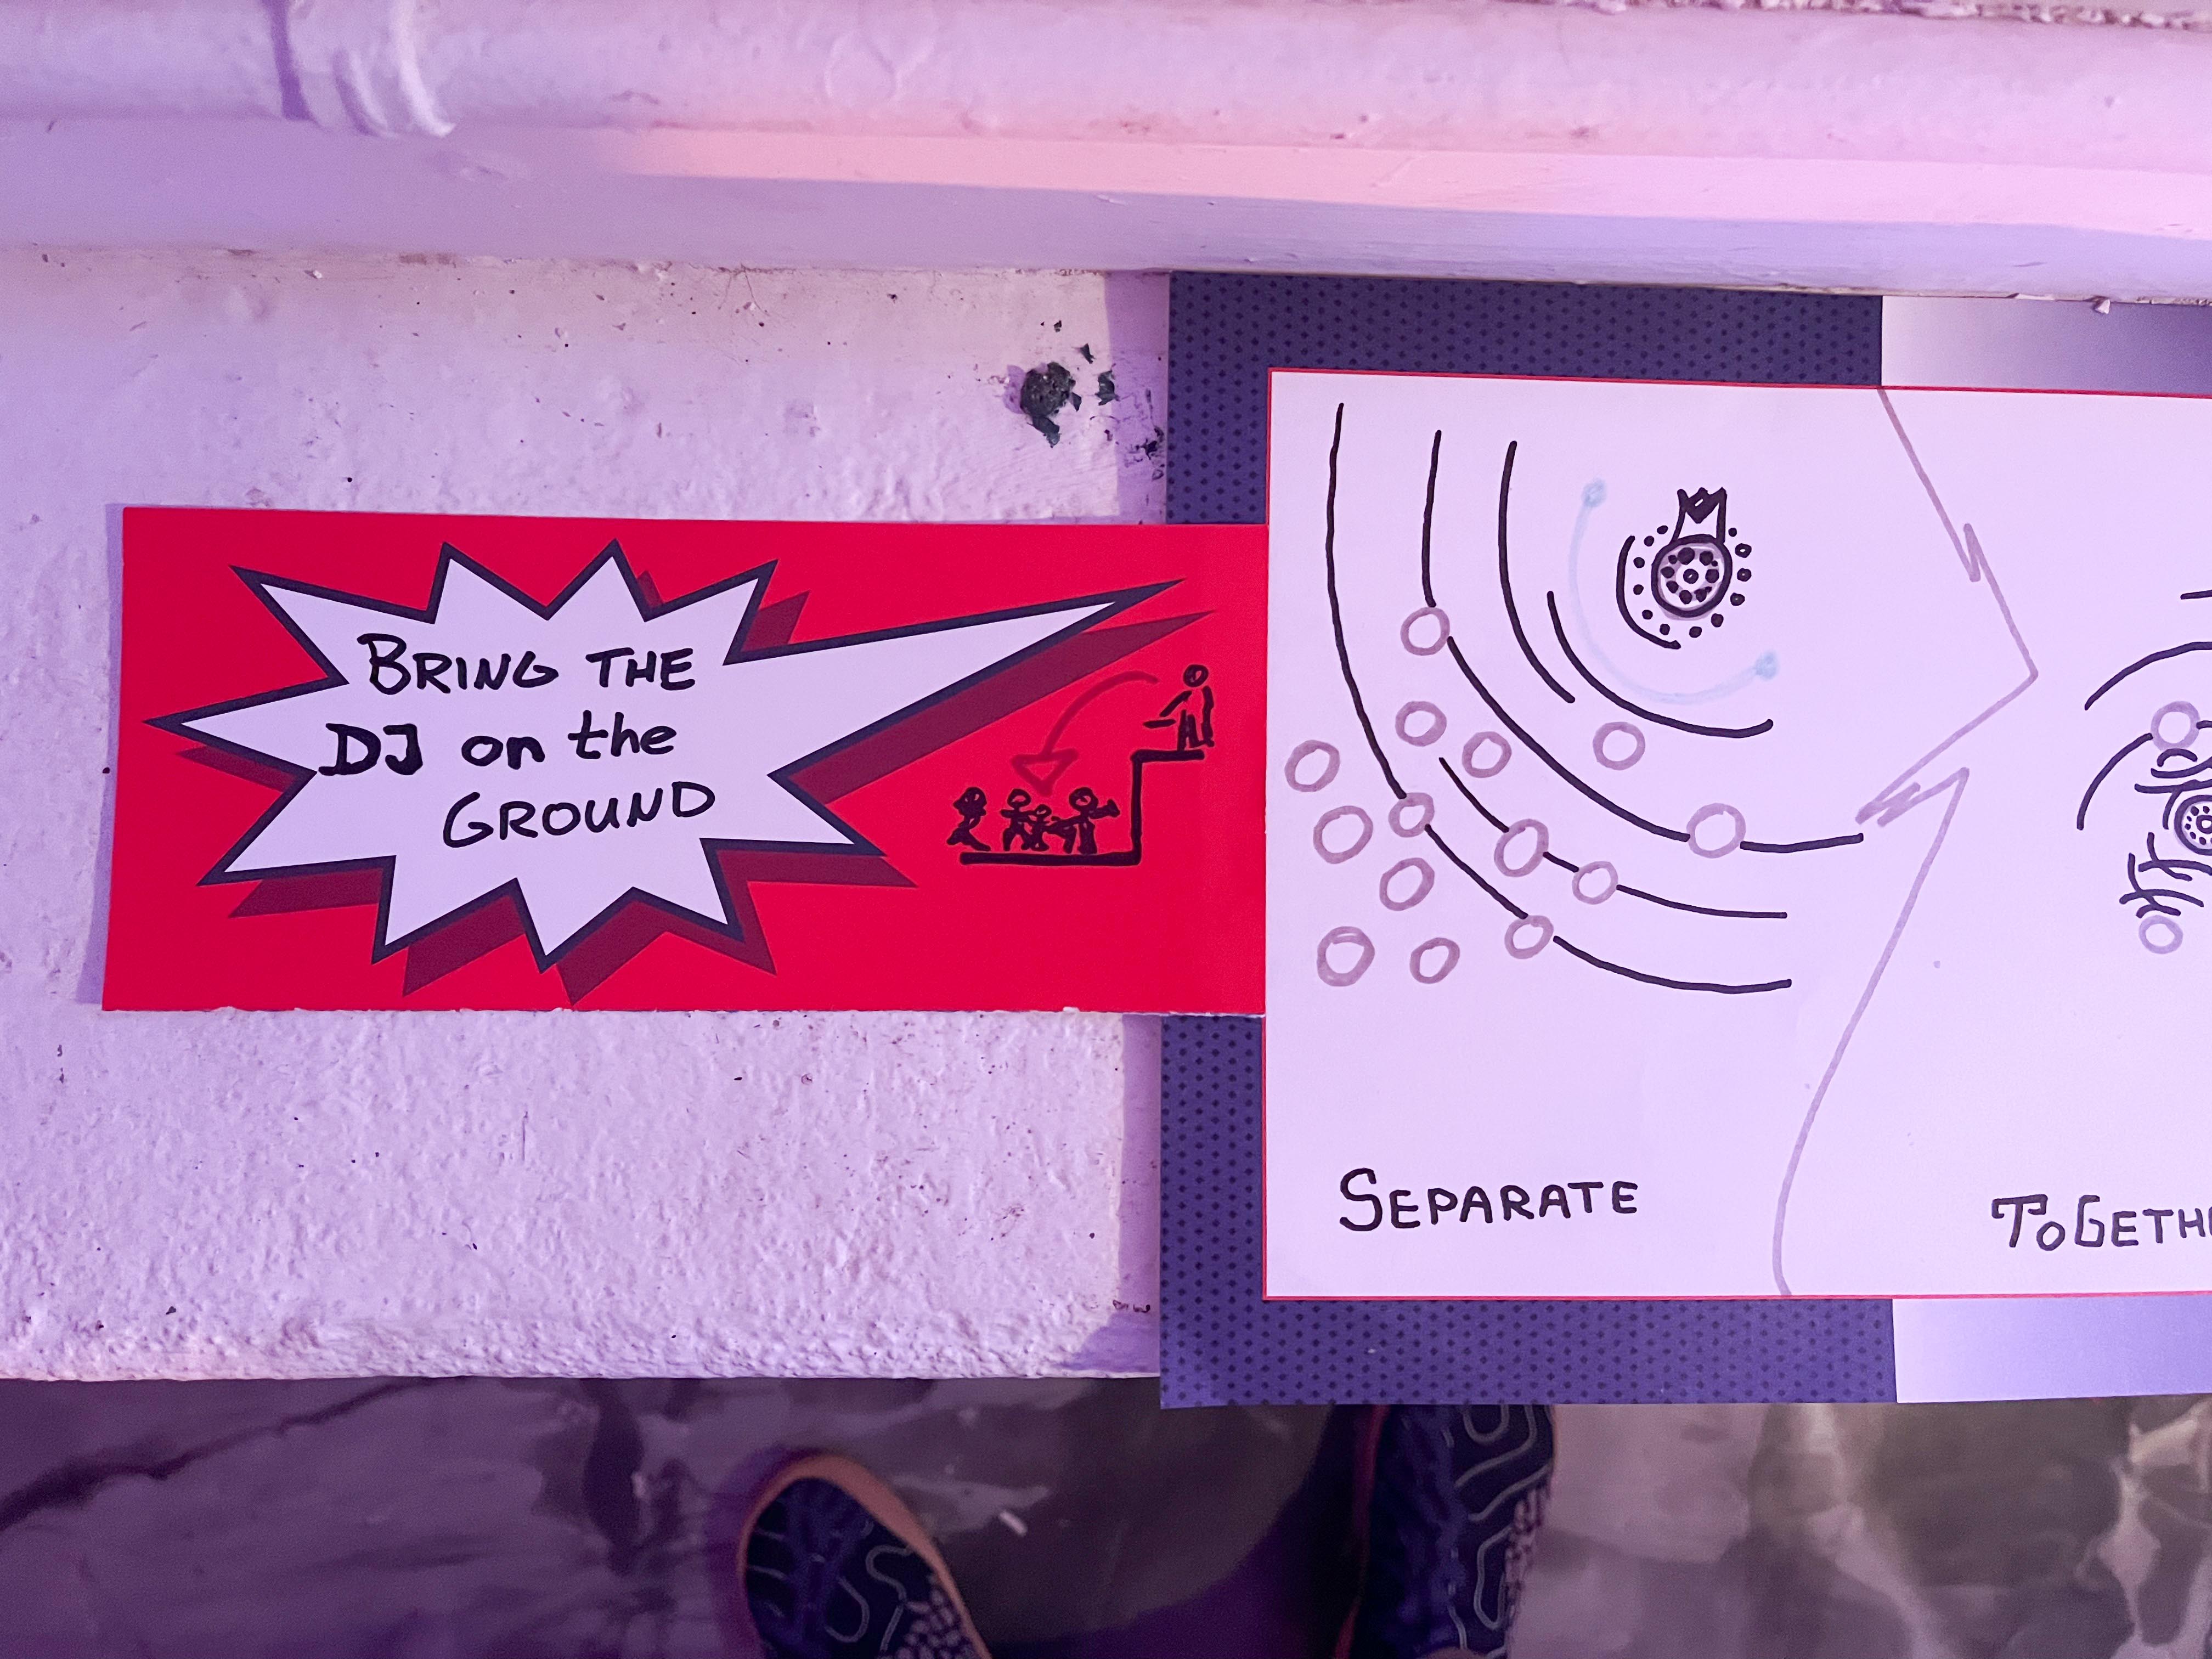 BRING THE
DJ on the
GROUND
SEPARATE